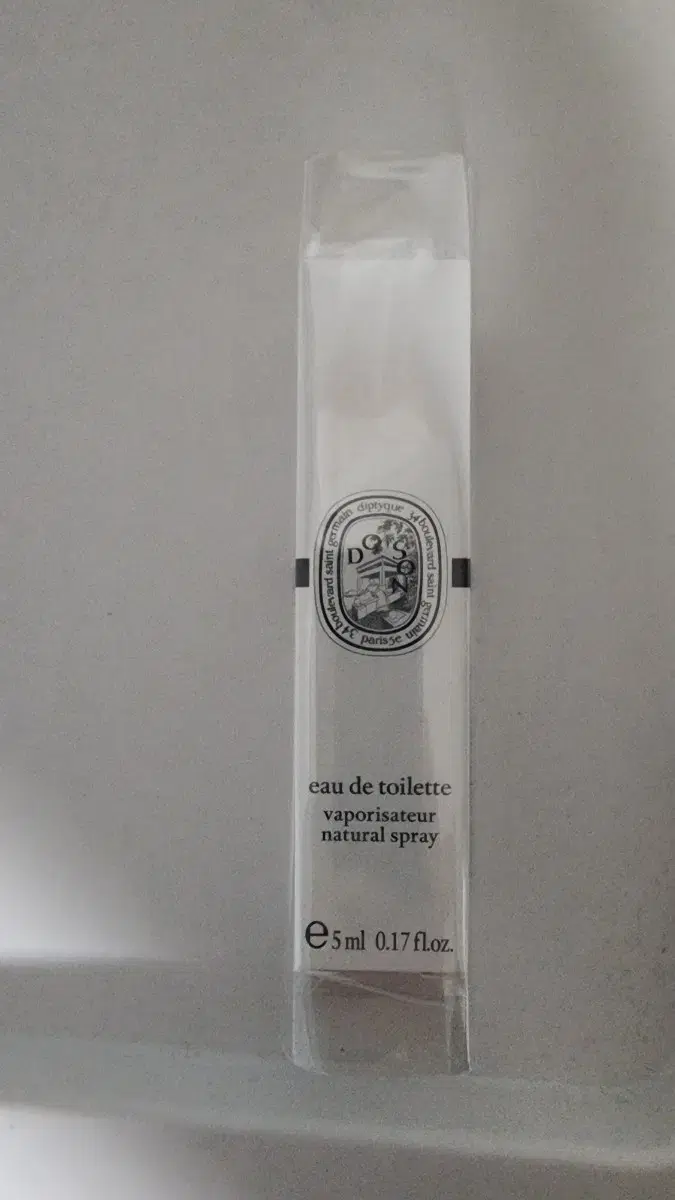 diptyque 34 boulevard saint germain paris 5e 34 boulevard saint germain
DO SON
eau de toilette
vaporisateur
natural spray
e 5 ml 0.17 fl.oz.